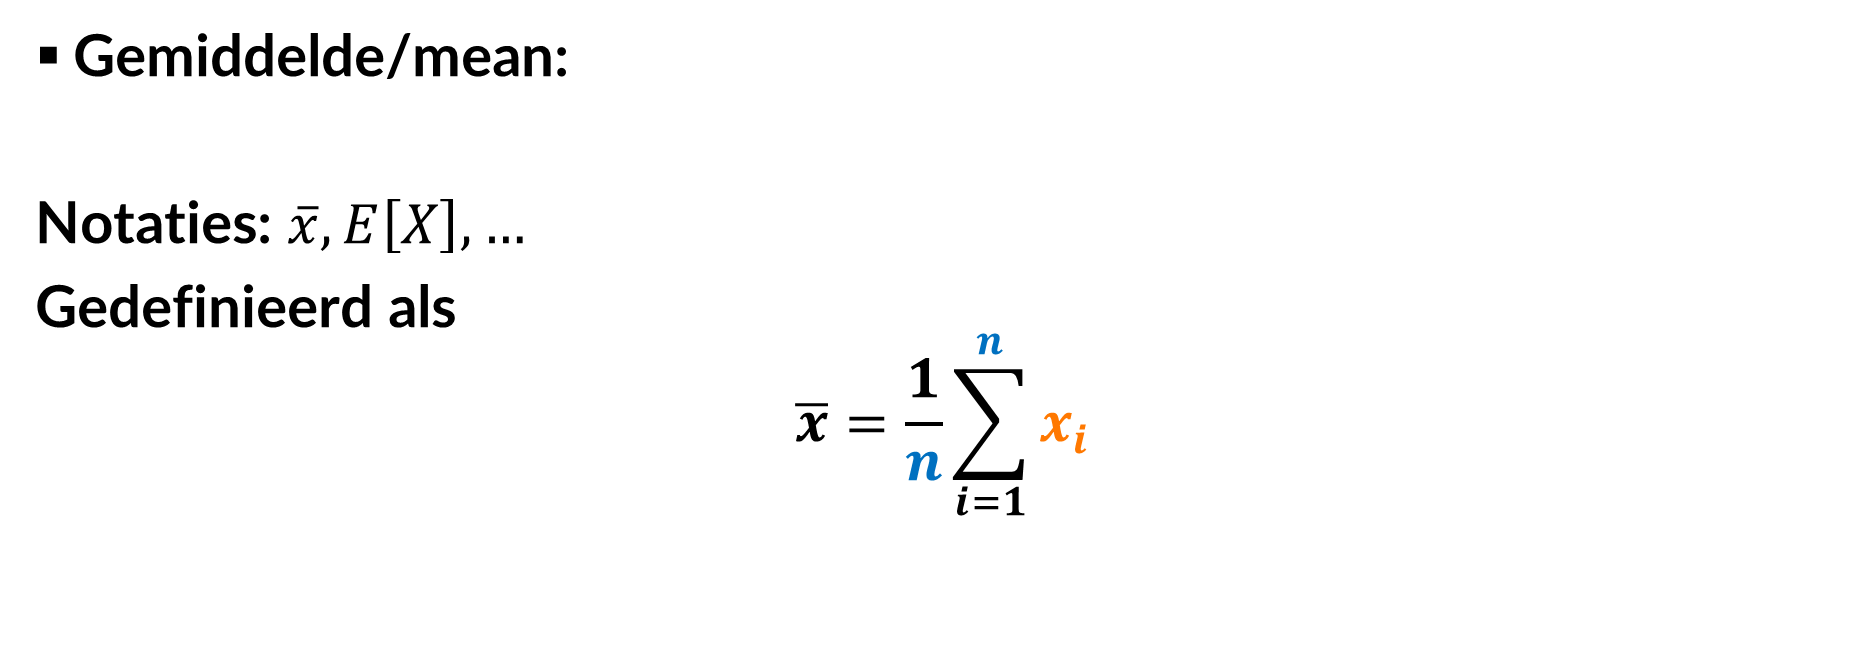 ▪ Gemiddelde/mean:
Notaties: x̄, E[X], …
Gedefinieerd als
x̄ = 1/n ∑_{i=1}^{n} x_i